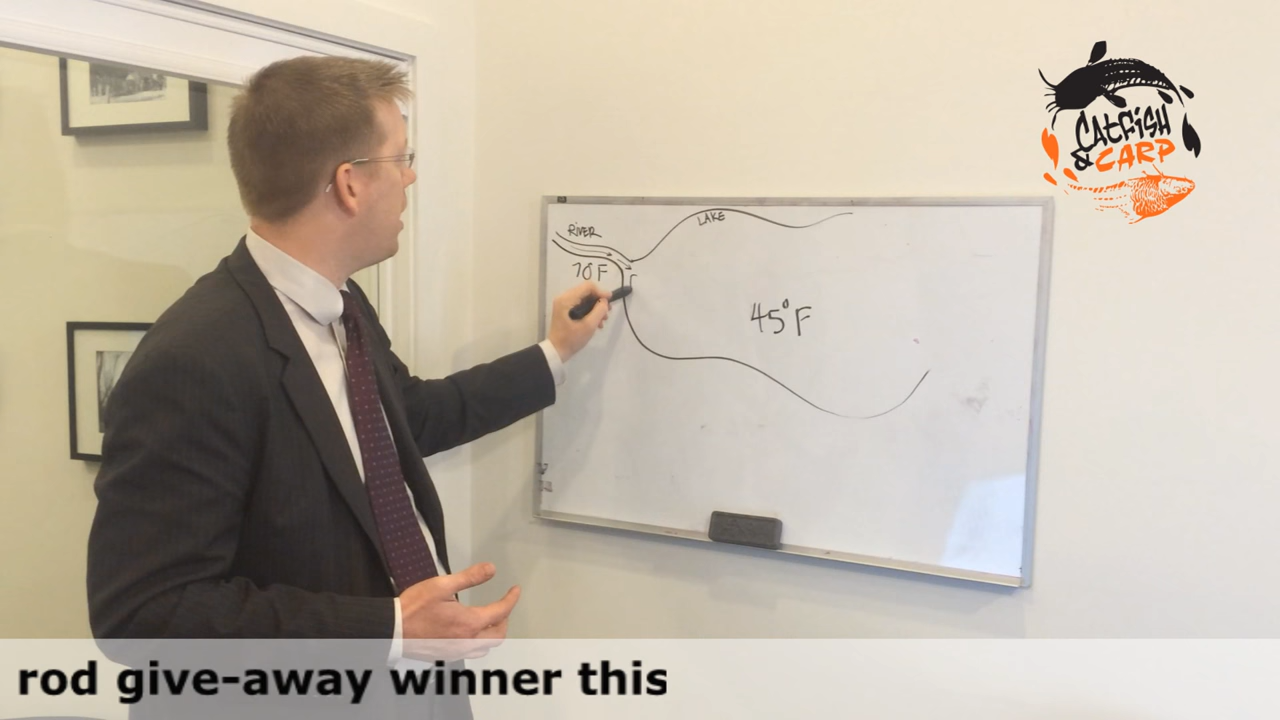 CATFISH
& CARP
RIVER
LAKE
70°F
45°F
rod give-away winner this